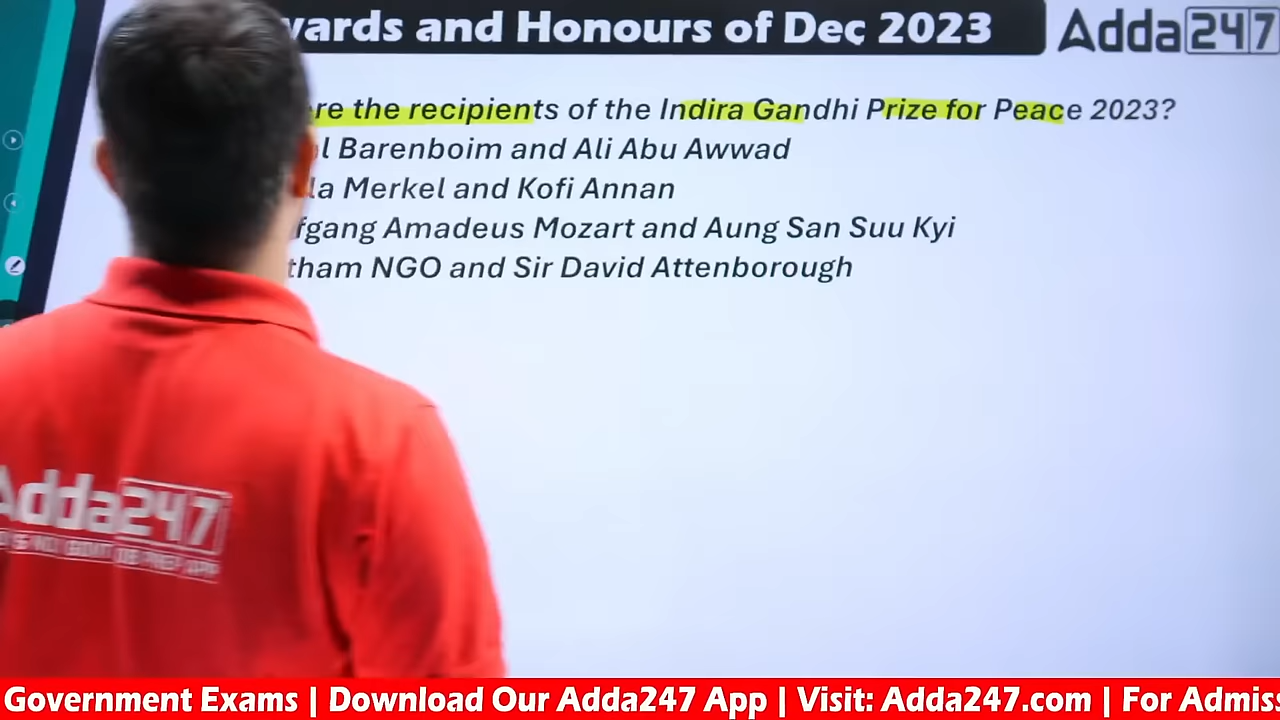 wards and Honours of Dec 2023
Adda247
re the recipients of the Indira Gandhi Prize for Peace 2023?
l Barenboim and Ali Abu Awwad
la Merkel and Kofi Annan
fgang Amadeus Mozart and Aung San Suu Kyi
tham NGO and Sir David Attenborough
Adda247
Government Exams | Download Our Adda247 App | Visit: Adda247.com | For Admiss